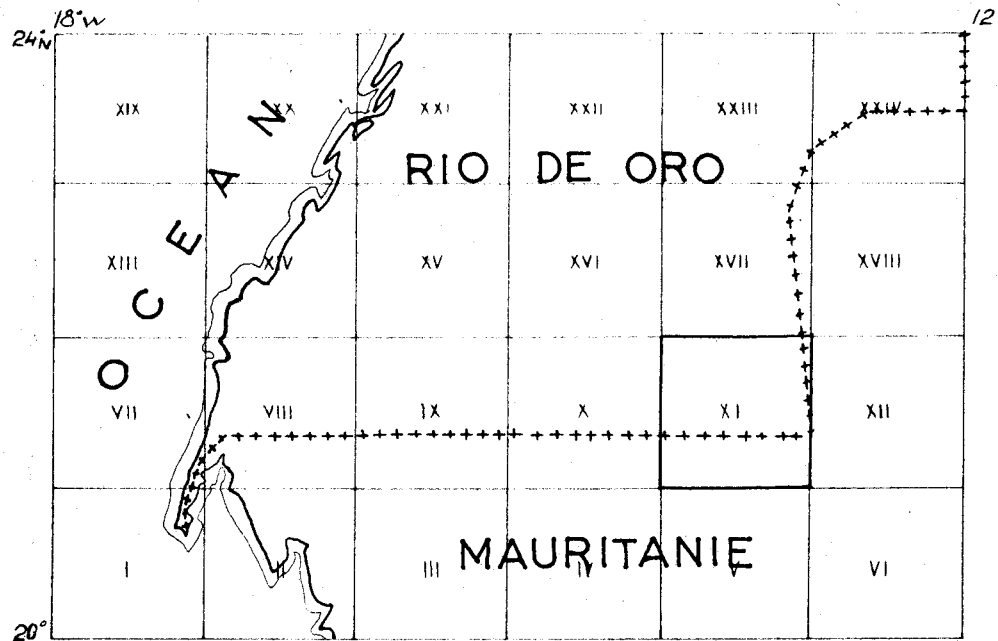 18°W 12
24°N
XIX XX XXI XXII XXIII XXIV
RIO DE ORO
OCEAN
XIII XIV XV XVI XVII XVIII
VII VIII IX X XI XII
MAURITANIE
I II III IV V VI
20°